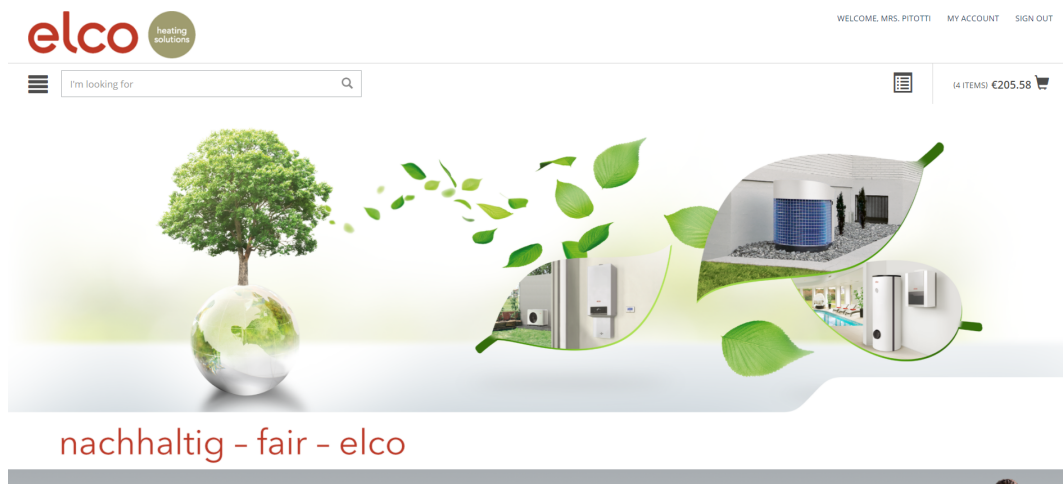 elco
heating
solutions
WELCOME, MRS. PITOTTI MY ACCOUNT SIGN OUT
I'm looking for
(4 ITEMS) €205.58
nachhaltig – fair – elco